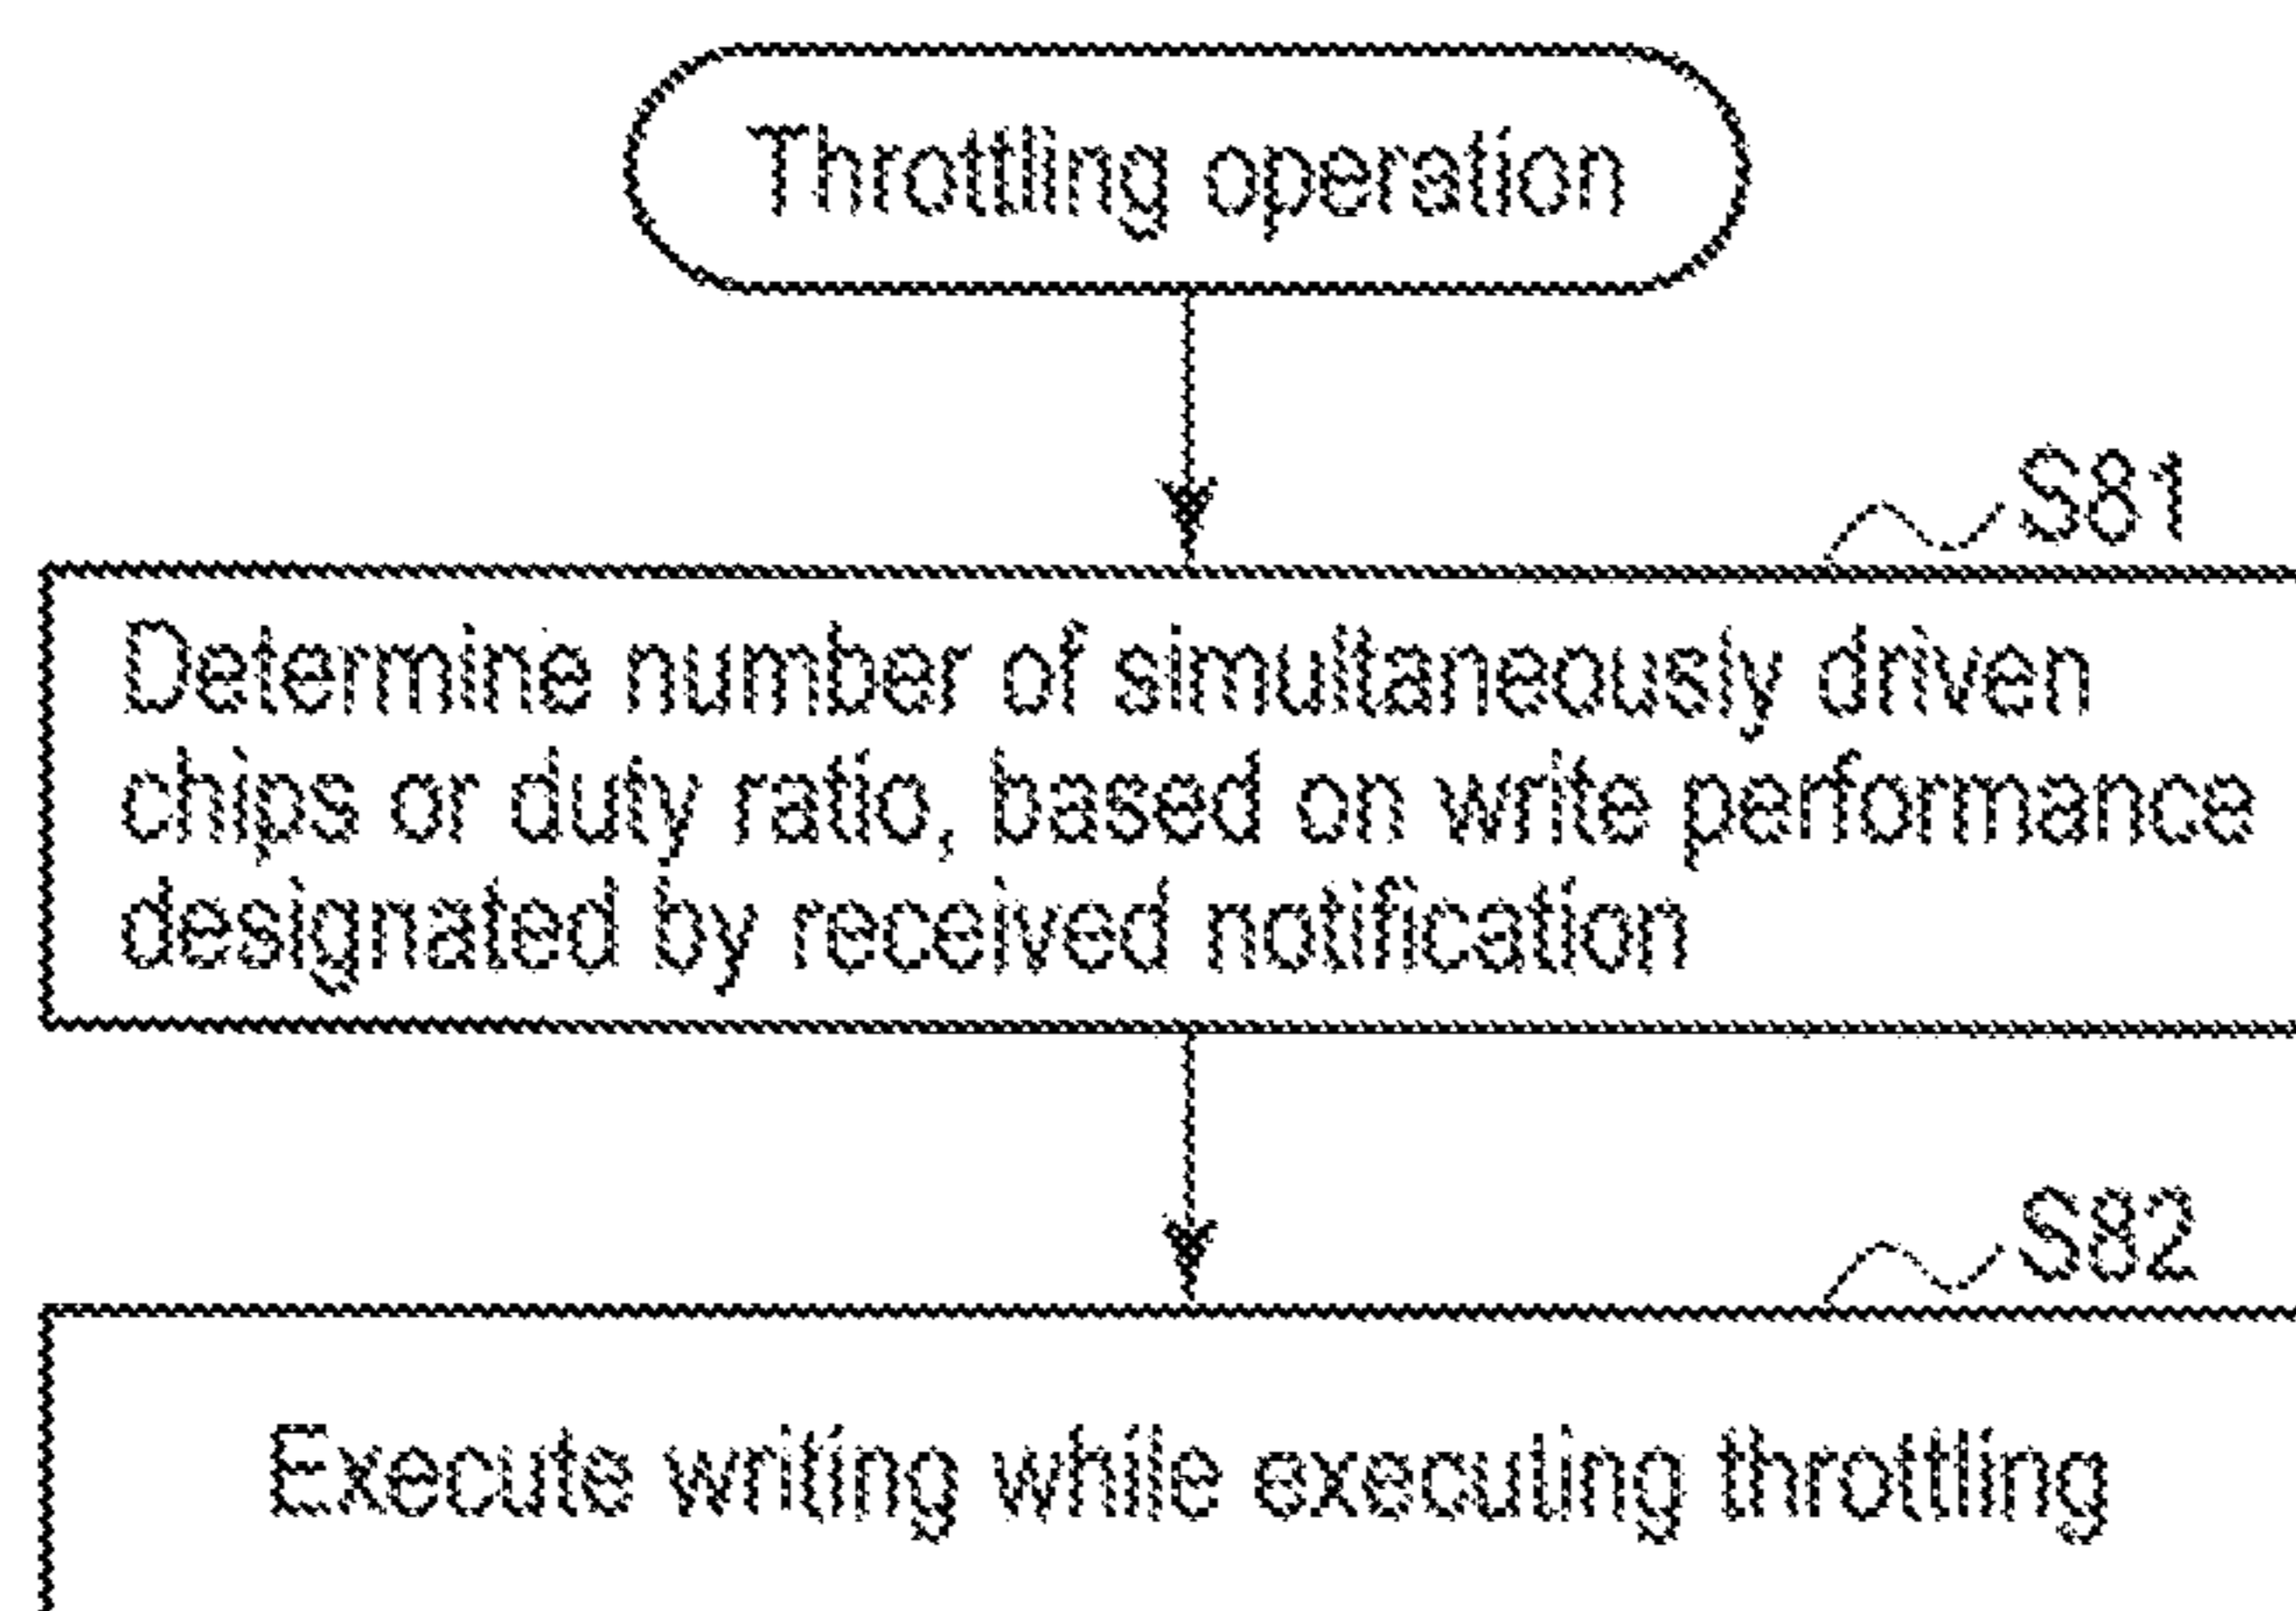 Throttling operation
S81
Determine number of simultaneously driven
chips or duty ratio, based on write performance
designated by received notification
S82
Execute writing while executing throttling